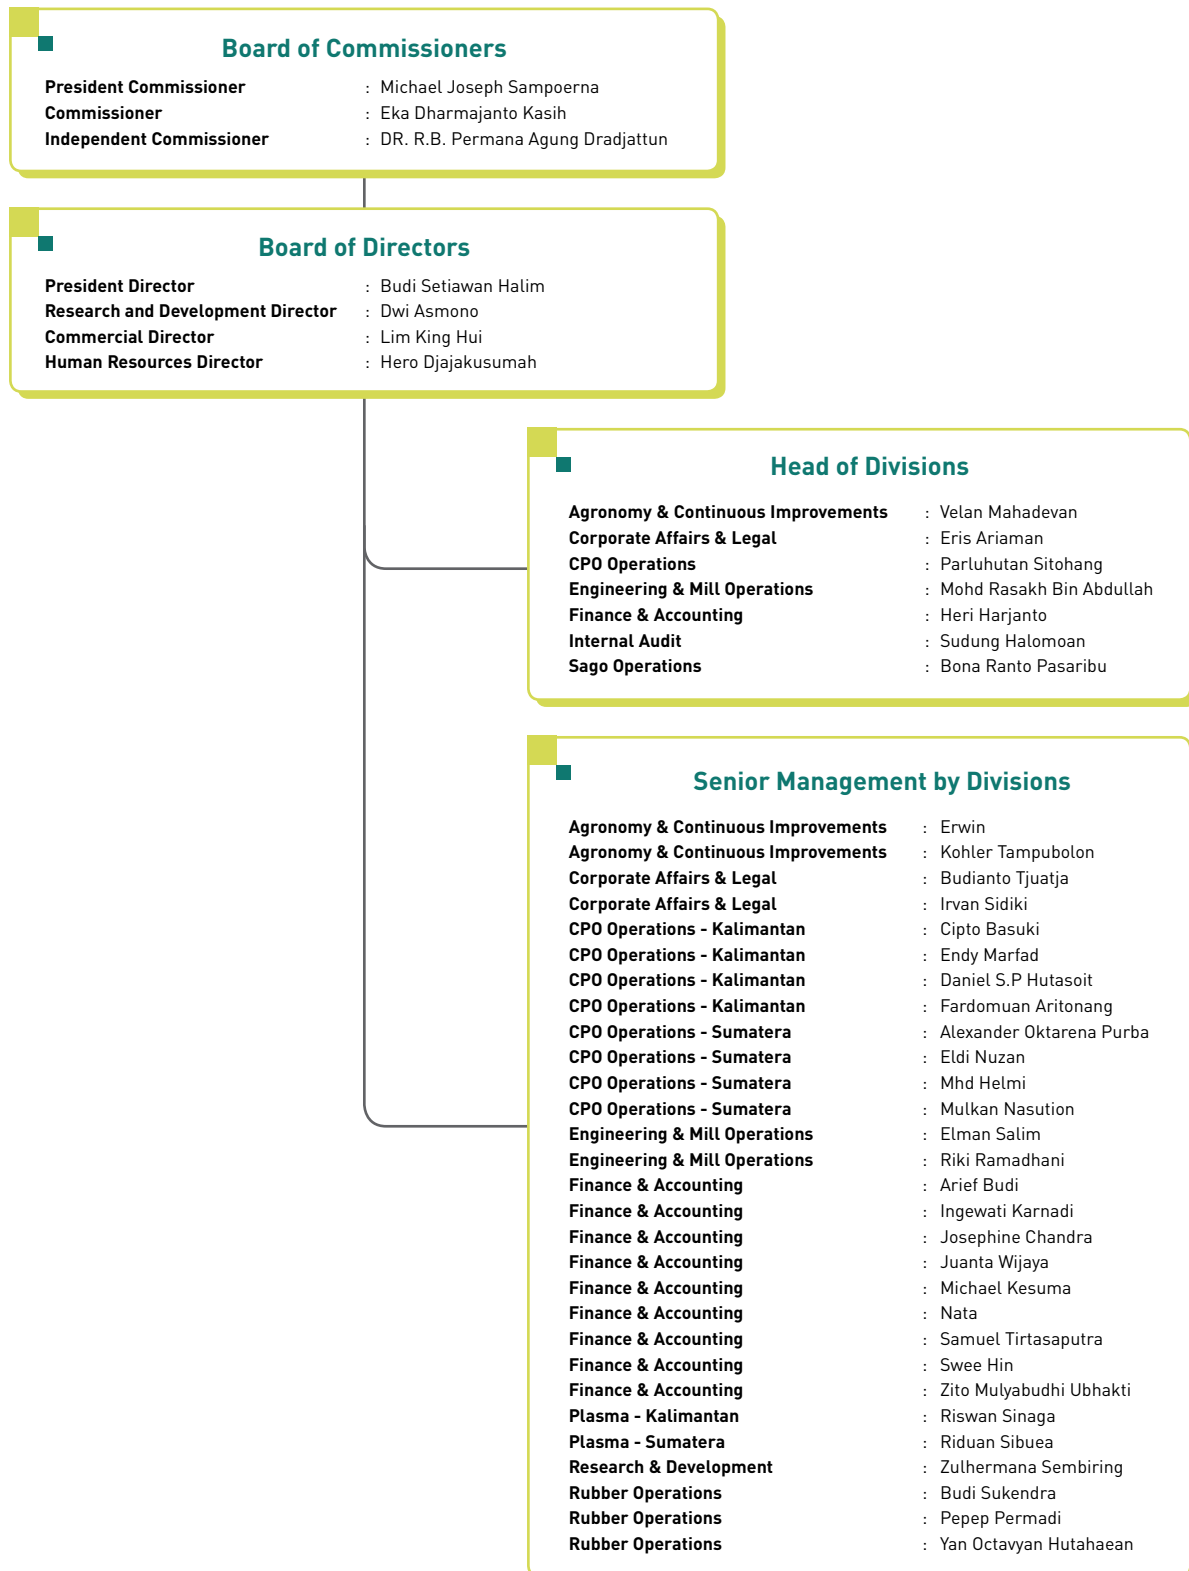 Board of Commissioners
President Commissioner : Michael Joseph Sampoerna
Commissioner : Eka Dharmajanto Kasih
Independent Commissioner : DR. R.B. Permana Agung Dradjattun
Board of Directors
President Director : Budi Setiawan Halim
Research and Development Director : Dwi Asmono
Commercial Director : Lim King Hui
Human Resources Director : Hero Djajakusumah
Head of Divisions
Agronomy & Continuous Improvements : Velan Mahadevan
Corporate Affairs & Legal : Eris Ariaman
CPO Operations : Parluhutan Sitohang
Engineering & Mill Operations : Mohd Rasakh Bin Abdullah
Finance & Accounting : Heri Harjanto
Internal Audit : Sudung Halomoan
Sago Operations : Bona Ranto Pasaribu
Senior Management by Divisions
Agronomy & Continuous Improvements : Erwin
Agronomy & Continuous Improvements : Kohler Tampubolon
Corporate Affairs & Legal : Budianto Tjuatja
Corporate Affairs & Legal : Irvan Sidiki
CPO Operations - Kalimantan : Cipto Basuki
CPO Operations - Kalimantan : Endy Marfad
CPO Operations - Kalimantan : Daniel S.P Hutasoit
CPO Operations - Kalimantan : Fardomuan Aritonang
CPO Operations - Sumatera : Alexander Oktarena Purba
CPO Operations - Sumatera : Eldi Nuzan
CPO Operations - Sumatera : Mhd Helmi
CPO Operations - Sumatera : Mulkan Nasution
Engineering & Mill Operations : Elman Salim
Engineering & Mill Operations : Riki Ramadhani
Finance & Accounting : Arief Budi
Finance & Accounting : Ingewati Karnadi
Finance & Accounting : Josephine Chandra
Finance & Accounting : Juanta Wijaya
Finance & Accounting : Michael Kesuma
Finance & Accounting : Nata
Finance & Accounting : Samuel Tirtasaputra
Finance & Accounting : Swee Hin
Finance & Accounting : Zito Mulyabudhi Ubhakti
Plasma - Kalimantan : Riswan Sinaga
Plasma - Sumatera : Riduan Sibuea
Research & Development : Zulhermana Sembiring
Rubber Operations : Budi Sukendra
Rubber Operations : Pepep Permadi
Rubber Operations : Yan Octavyan Hutahaean